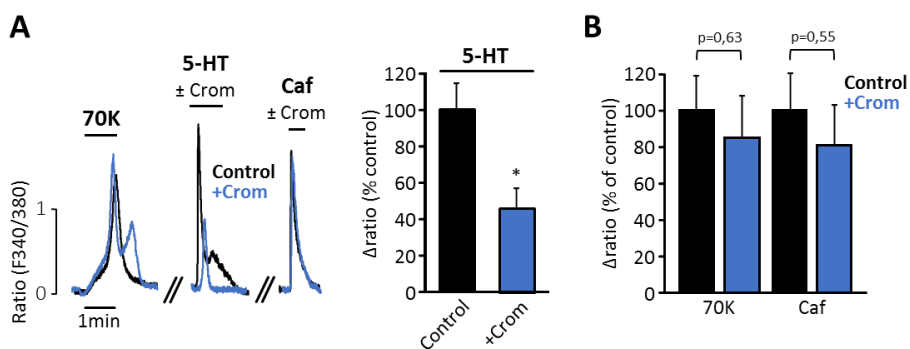 A
70K
5-HT
± Crom
Caf
± Crom
Control
+Crom
Ratio (F340/380)
1
0
1min
5-HT
Δratio (% control)
120
100
80
60
40
20
0
*
Control
+Crom
B
p=0,63
p=0,55
Control
+Crom
Δratio (% of control)
120
100
80
60
40
20
0
70K
Caf